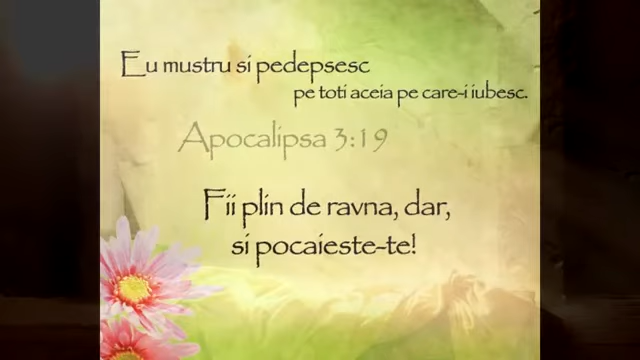 Eu mustru si pedepsesc
pe toti aceia pe care-i iubesc.
Apocalipsa 3:19
Fii plin de ravna, dar,
si pocaieste-te!